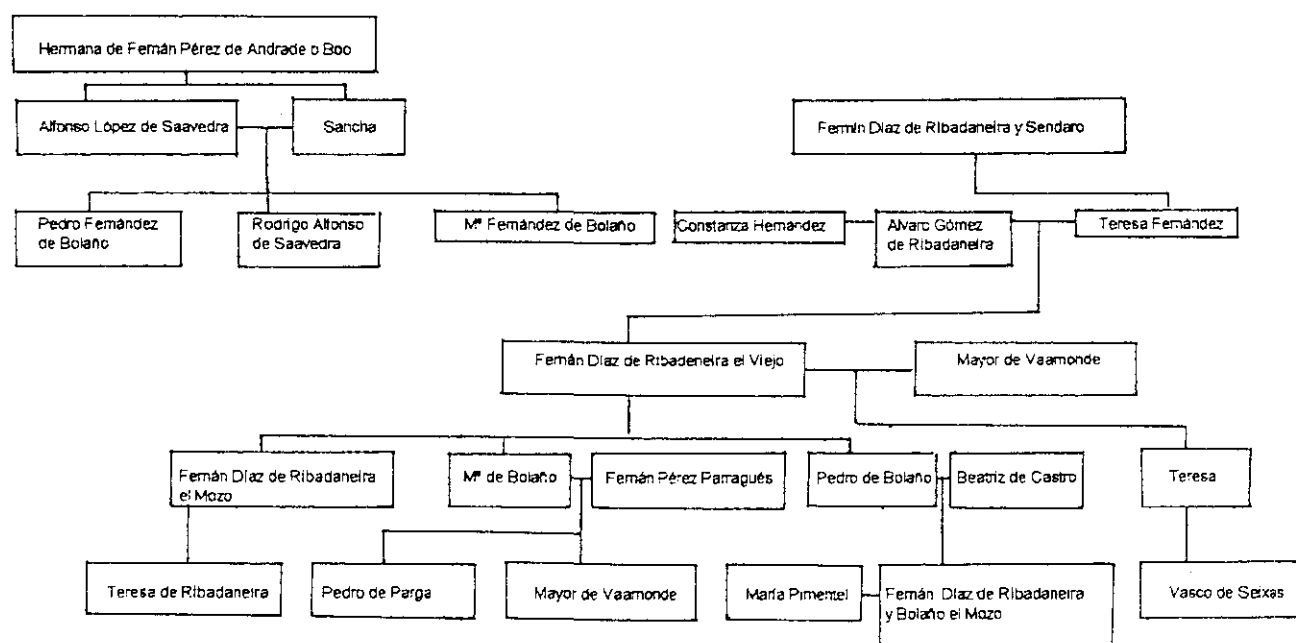 Hermana de Fernán Pérez de Andrade o Boo
Alfonso López de Saavedra
Sancha
Fermín Díaz de Ribadaneira y Sendaro
Pedro Fernández
de Bolaño
Rodrigo Alfonso
de Saavedra
Mª Fernández de Bolaño
Constanza Hernández
Alvaro Gómez
de Ribadaneira
Teresa Fernández
Fernán Díaz de Ribadeneira el Viejo
Mayor de Vaamonde
Fernán Díaz de Ribadaneira
el Mozo
Mª de Bolaño
Fernán Pérez Parragués
Pedro de Bolaño
Beatriz de Castro
Teresa
Teresa de Ribadaneira
Pedro de Parga
Mayor de Vaamonde
María Pimentel
Fernán Díaz de Ribadaneira
y Bolaño el Mozo
Vasco de Seixas